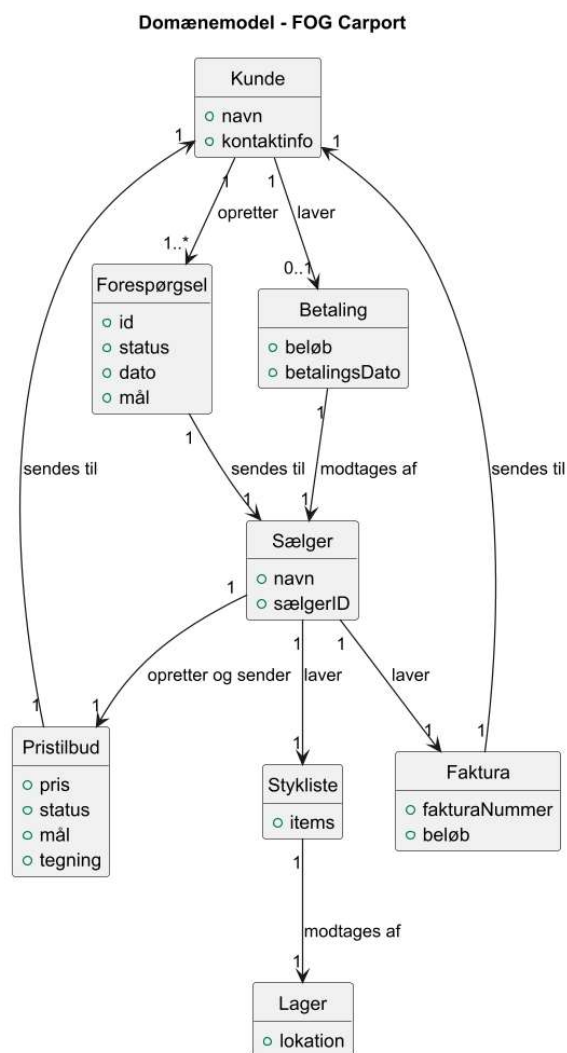 Domænemodel - FOG Carport
Kunde
navn
kontaktinfo
1
1
1
1
opretter
laver
1..*
0..1
Forespørgsel
id
status
dato
mål
Betaling
beløb
betalingsDato
1
1
sendes til
sendes til
modtages af
sendes til
1
1
Sælger
navn
sælgerID
1
1
1
opretter og sender
laver
laver
1
1
1
1
1
Pristilbud
pris
status
mål
tegning
Stykliste
items
Faktura
fakturaNummer
beløb
1
modtages af
1
Lager
lokation